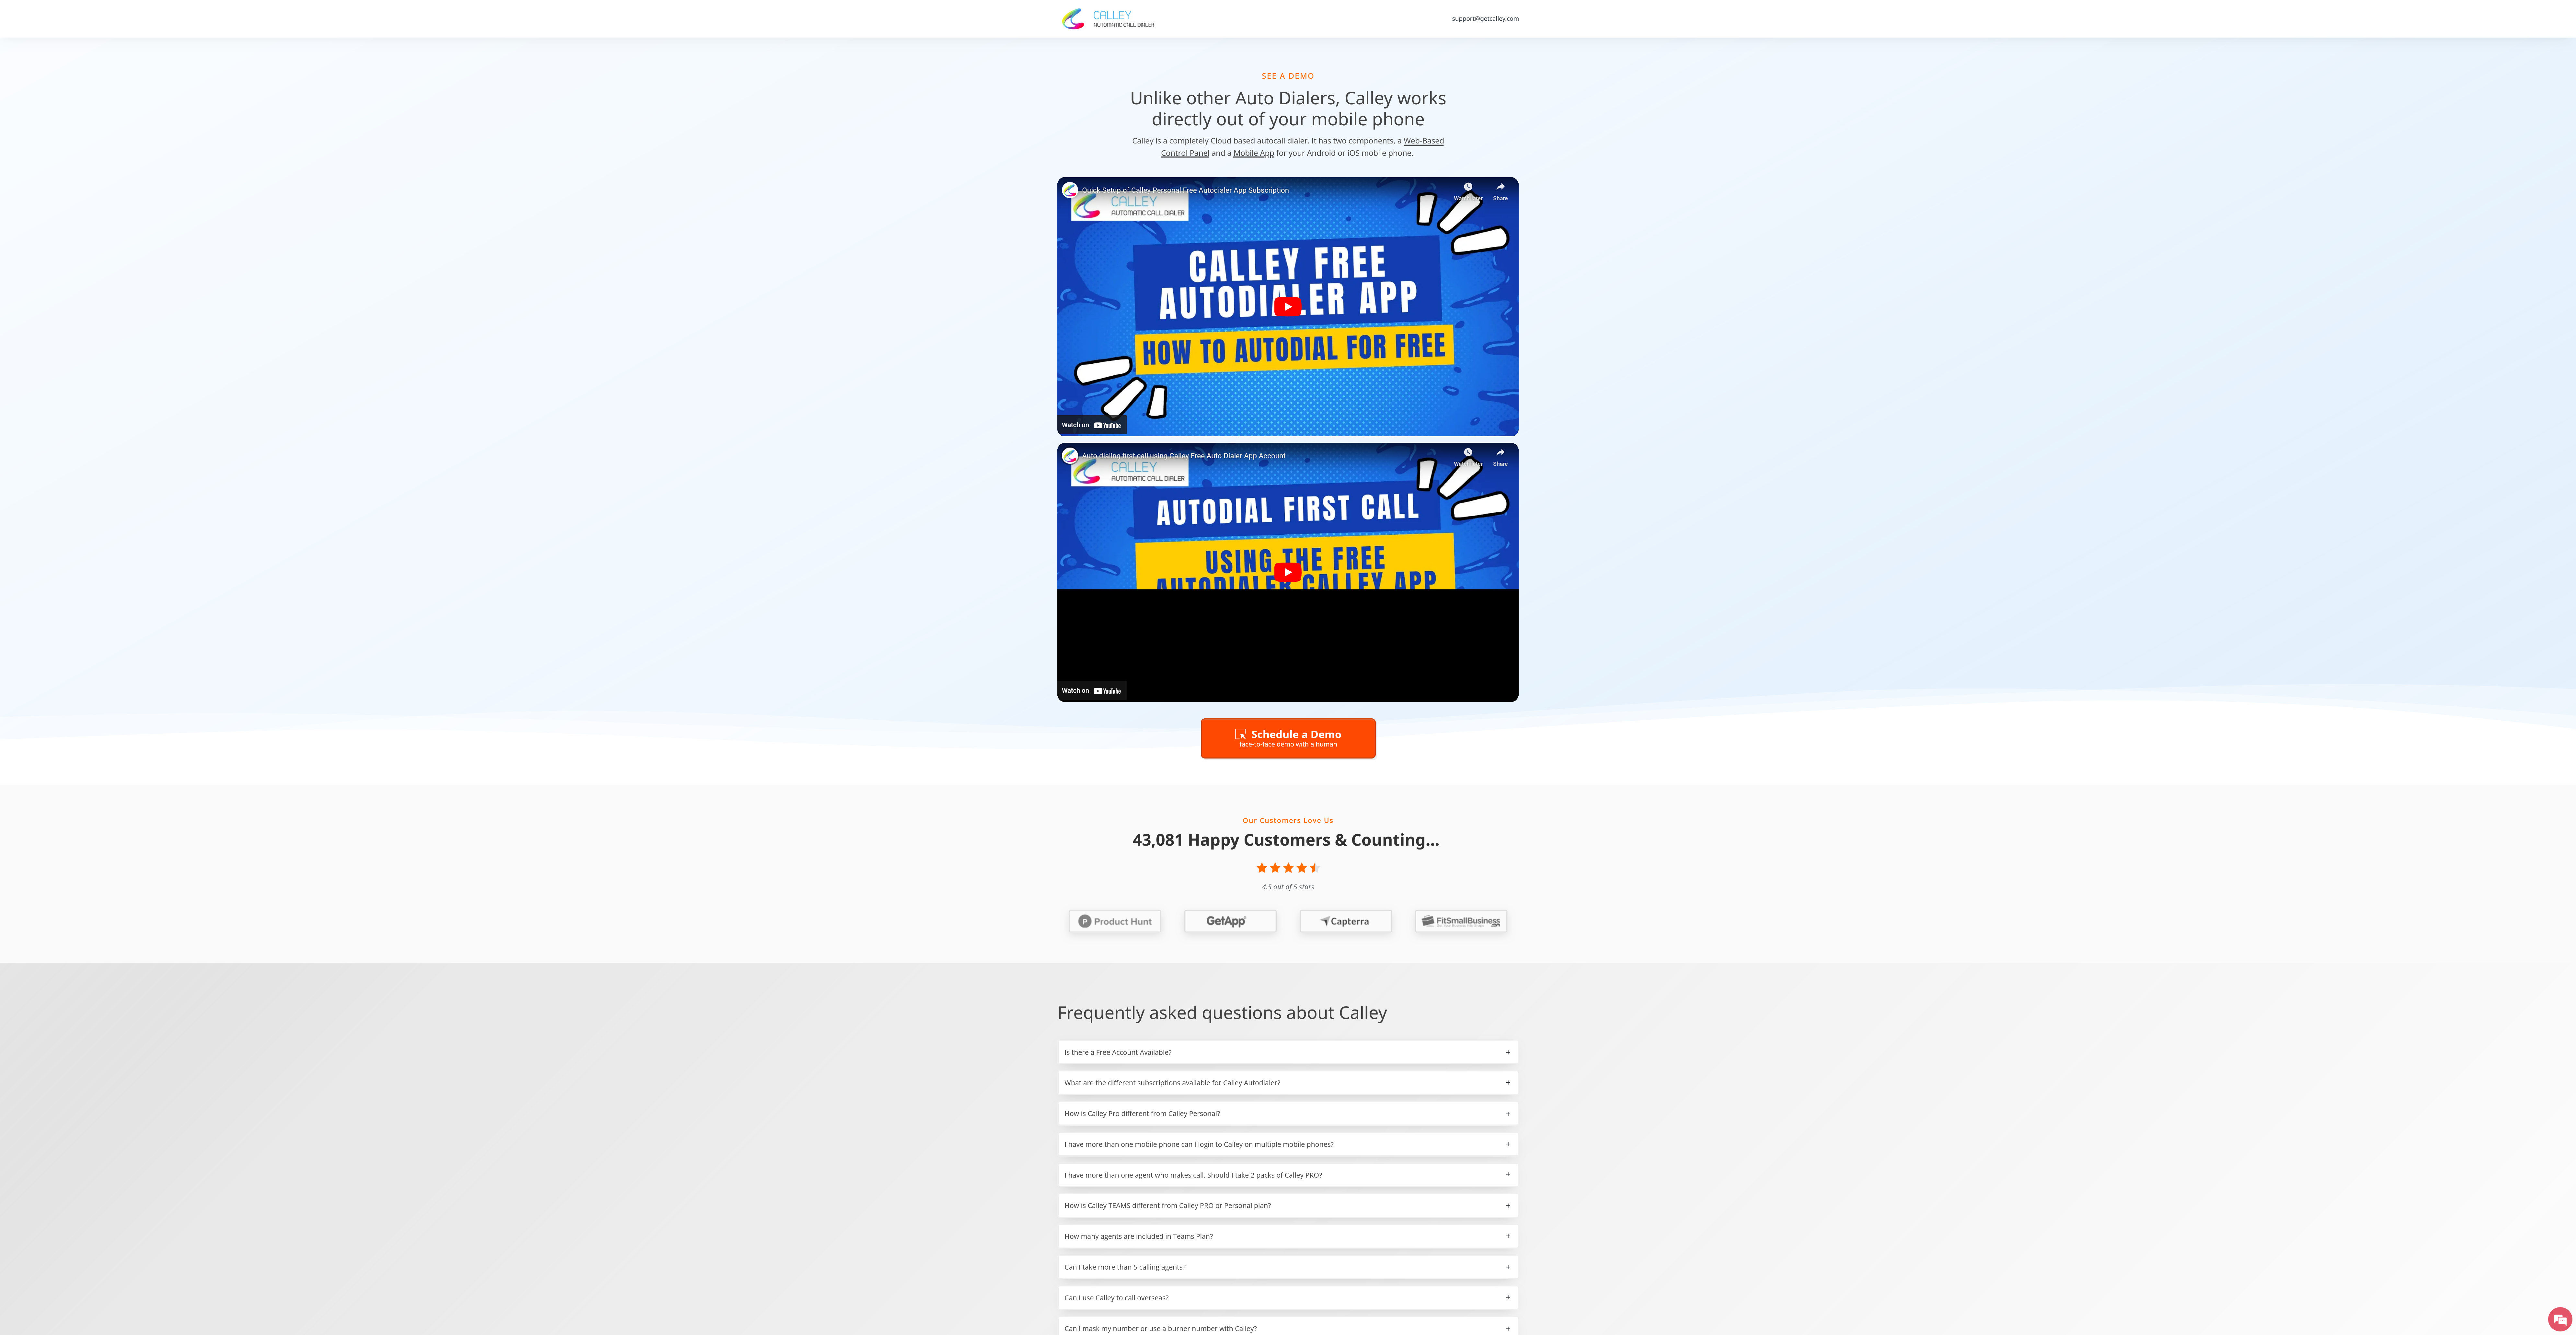 CALLEY
AUTOMATIC CALL DIALER
support@getcalley.com
SEE A DEMO
Unlike other Auto Dialers, Calley works
directly out of your mobile phone
Calley is a completely Cloud based autocall dialer. It has two components, a Web-Based
Control Panel and a Mobile App for your Android or iOS mobile phone.
Quick Setup of Calley Personal Free Autodialer App Subscription
Watch later
Share
CALLEY
AUTOMATIC CALL DIALER
CALLEY FREE
AUTODIALER APP
HOW TO AUTODIAL FOR FREE
Watch on YouTube
Auto dialing first call using Calley Free Auto Dialer App Account
Watch later
Share
CALLEY
AUTOMATIC CALL DIALER
AUTODIAL FIRST CALL
USING THE FREE
AUTODIALER CALLEY APP
Watch on YouTube
Schedule a Demo
face-to-face demo with a human
Our Customers Love Us
43,081 Happy Customers & Counting...
4.5 out of 5 stars
P Product Hunt
GetApp
Capterra
FitSmallBusiness
.com
Frequently asked questions about Calley
Is there a Free Account Available?
What are the different subscriptions available for Calley Autodialer?
How is Calley Pro different from Calley Personal?
I have more than one mobile phone can I login to Calley on multiple mobile phones?
I have more than one agent who makes call. Should I take 2 packs of Calley PRO?
How is Calley TEAMS different from Calley PRO or Personal plan?
How many agents are included in Teams Plan?
Can I take more than 5 calling agents?
Can I use Calley to call overseas?
Can I mask my number or use a burner number with Calley?